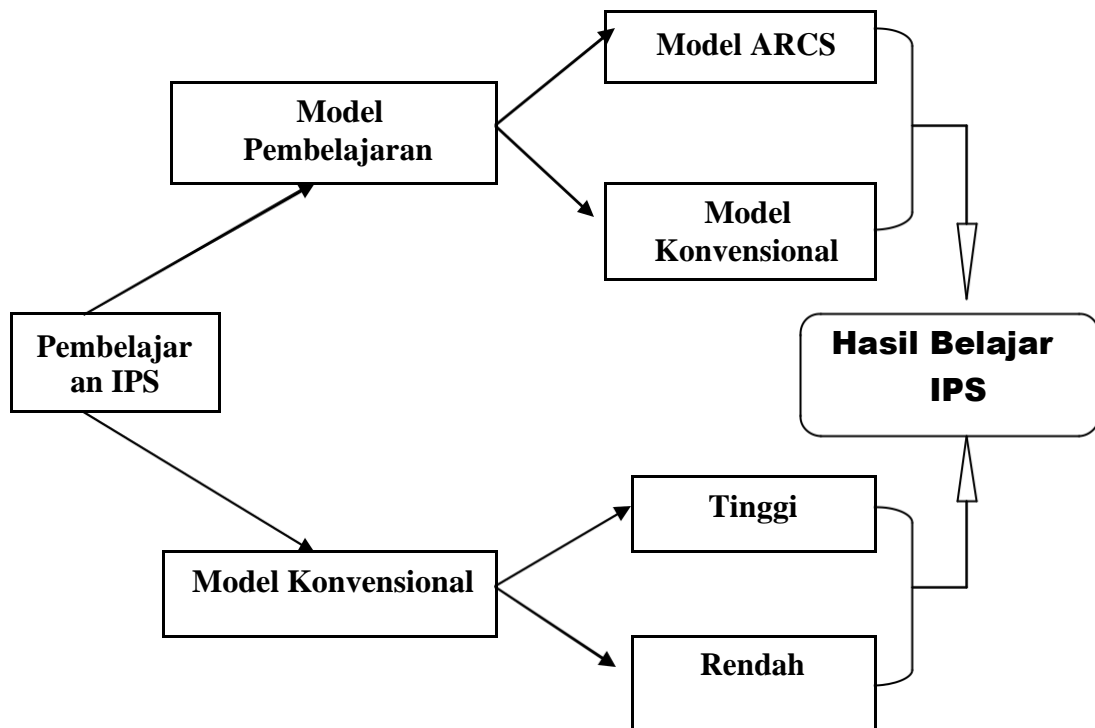 Model ARCS
Model
Pembelajaran
Model
Konvensional
Pembelajar
an IPS
Hasil Belajar
IPS
Tinggi
Model Konvensional
Rendah